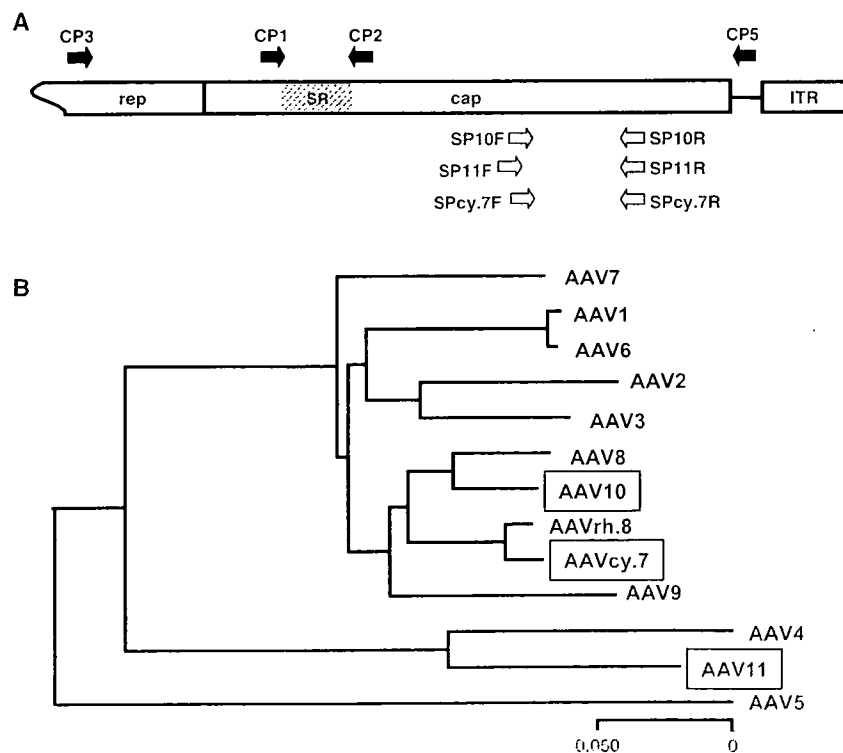 A
CP3 CP1 CP2 CP5
rep SR cap ITR
SP10F SP10R
SP11F SP11R
SPcy.7F SPcy.7R
B
AAV7
AAV1
AAV6
AAV2
AAV3
AAV8
AAV10
AAVrh.8
AAVcy.7
AAV9
AAV4
AAV11
AAV5
0.050 0